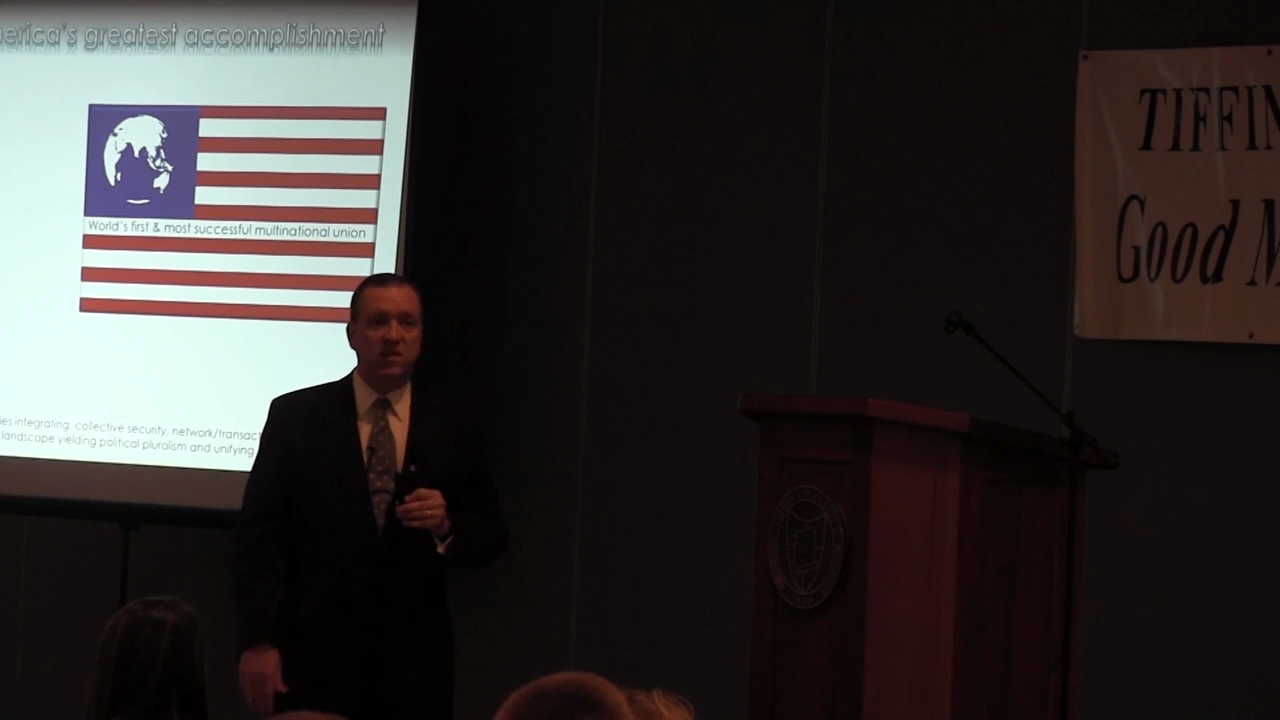 erica's greatest accomplishment
World's first & most successful multinational union
ies integrating, collective security, network/transact
landscape yielding political pluralism and unifying
TIFFIN
Good M